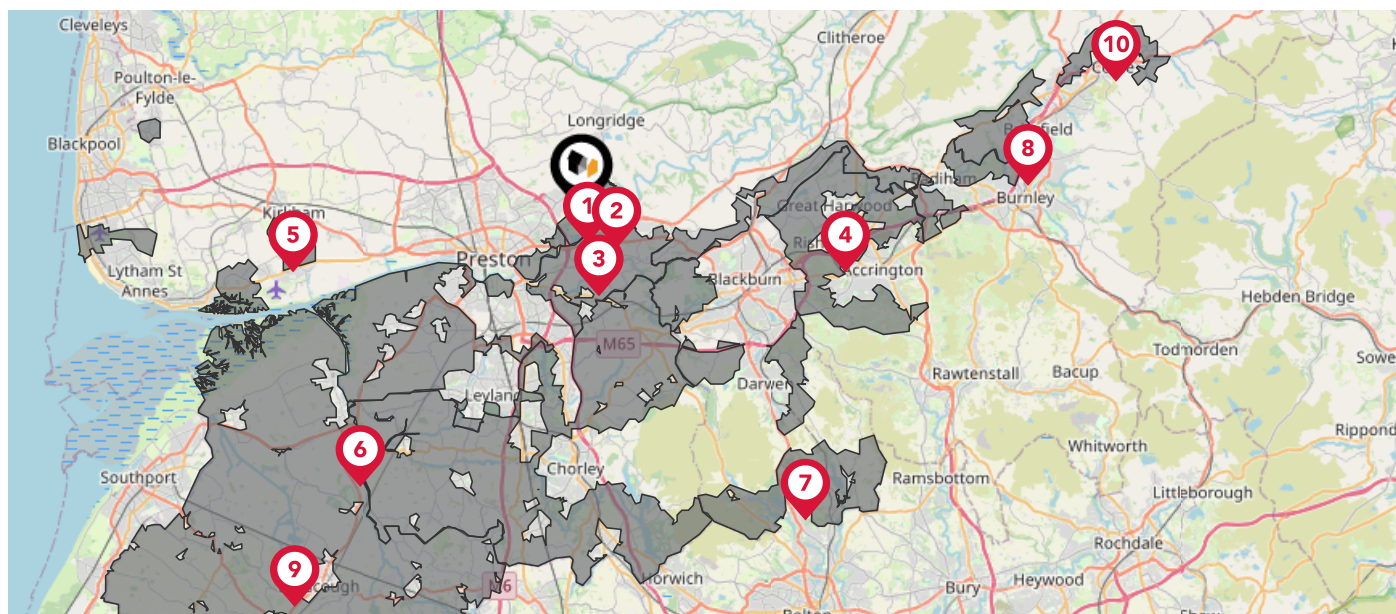 Cleveleys
Clitheroe
10
Poulton-le-
Fylde
Longridge
Blackpool
8
Burnley
1
2
Great Harwood
Kirkham
5
3
4
Preston
Accrington
Lytham St
Annes
Blackburn
Hebden Bridge
M65
Todmorden
Rawtenstall
Bacup
Darwen
Leyland
6
Whitworth
Chorley
Southport
7
Ramsbottom
Littleborough
Rochdale
9
M6
Horwich
Bury
Heywood